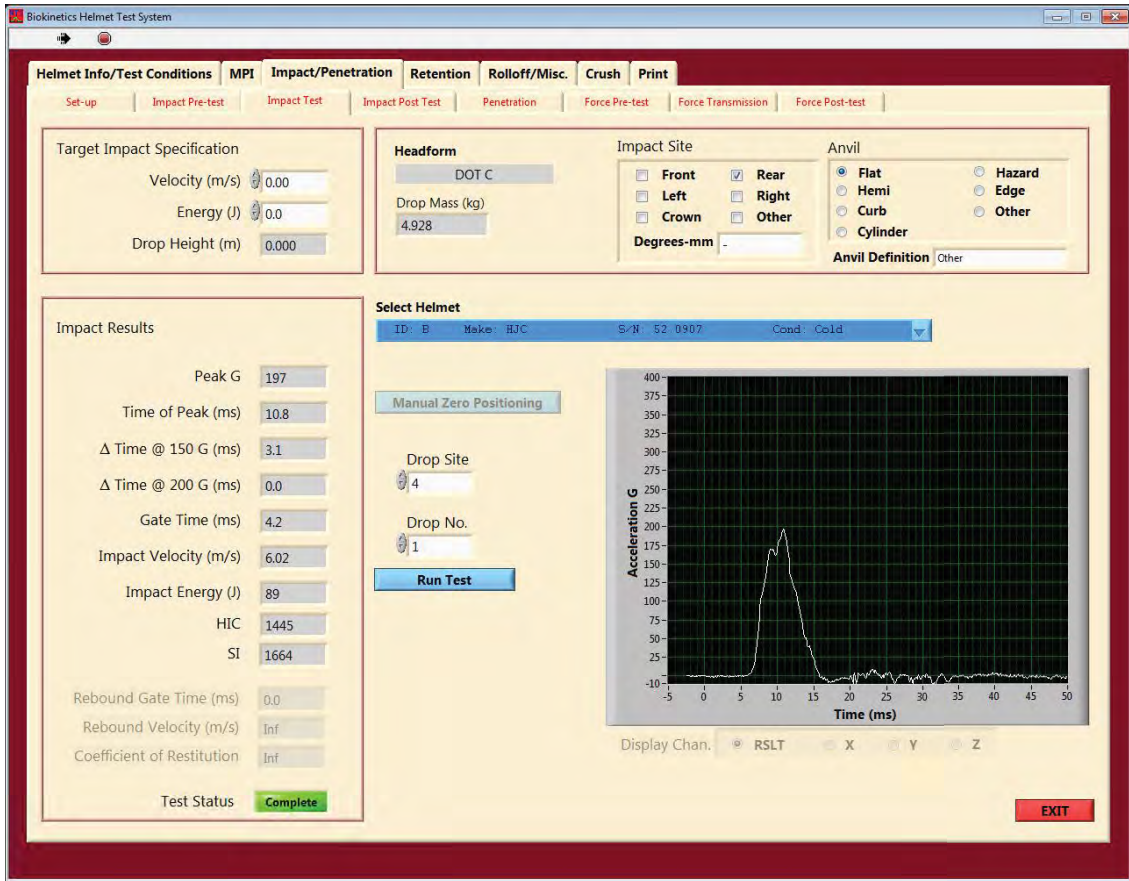 Biokinetics Helmet Test System
Helmet Info/Test Conditions MPI Impact/Penetration Retention Rolloff/Misc. Crush Print
Set-up Impact Pre-test Impact Test Impact Post Test Penetration Force Pre-test Force Transmission Force Post-test
Target Impact Specification
Velocity (m/s) 0.00
Energy (J) 0.0
Drop Height (m) 0.000
Headform
DOT C
Drop Mass (kg)
4.928
Impact Site
Front Rear
Left Right
Crown Other
Degrees-mm -
Anvil
Flat Hazard
Hemi Edge
Curb Other
Cylinder
Anvil Definition Other
Impact Results
Peak G 197
Time of Peak (ms) 10.8
Δ Time @ 150 G (ms) 3.1
Δ Time @ 200 G (ms) 0.0
Gate Time (ms) 4.2
Impact Velocity (m/s) 6.02
Impact Energy (J) 89
HIC 1445
SI 1664
Rebound Gate Time (ms) 0.0
Rebound Velocity (m/s) Inf
Coefficient of Restitution Inf
Test Status Complete
Select Helmet
ID: B Make: HJC S/N: 52 0907 Cond: Cold
Manual Zero Positioning
Drop Site
4
Drop No.
1
Run Test
Acceleration G
400
375
350
325
300
275
250
225
200
175
150
125
100
75
50
25
-10
-5 0 5 10 15 20 25 30 35 40 45 50
Time (ms)
Display Chan. RSLT X Y Z
EXIT